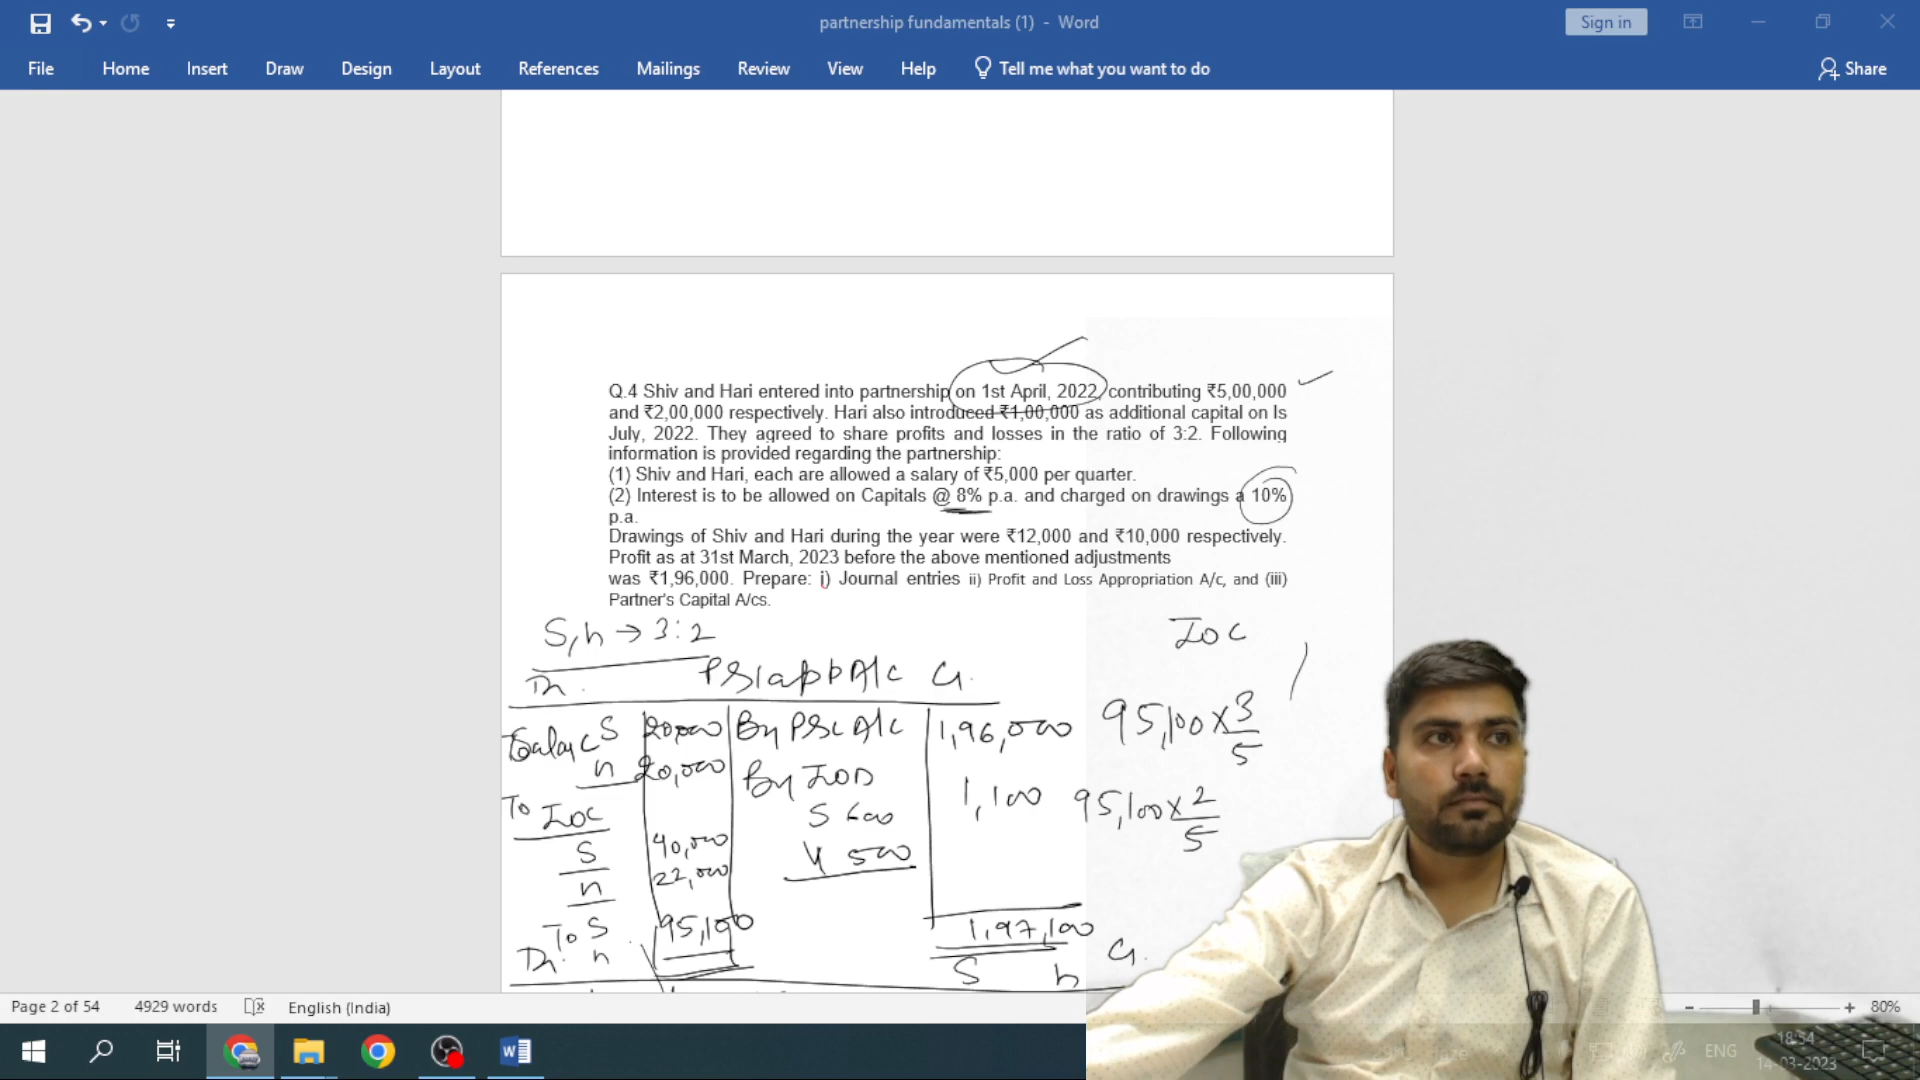 partnership fundamentals (1) - Word
Sign in
File Home Insert Draw Design Layout References Mailings Review View Help Tell me what you want to do Share
Q.4 Shiv and Hari entered into partnership on 1st April, 2022, contributing ₹5,00,000
and ₹2,00,000 respectively. Hari also introduced ₹1,00,000 as additional capital on Is
July, 2022. They agreed to share profits and losses in the ratio of 3:2. Following
information is provided regarding the partnership:
(1) Shiv and Hari, each are allowed a salary of ₹5,000 per quarter.
(2) Interest is to be allowed on Capitals @ 8% p.a. and charged on drawings a 10%
p.a.
Drawings of Shiv and Hari during the year were ₹12,000 and ₹10,000 respectively.
Profit as at 31st March, 2023 before the above mentioned adjustments
was ₹1,96,000. Prepare: i) Journal entries ii) Profit and Loss Appropriation A/c, and (iii)
Partner's Capital A/cs.
S, h → 3:2
IOC
Dr. P&L app A/c Cr.
To Salary S 20,000 By P&L A/c 1,96,000 95,100 x 3/5
h 20,000 By IOD 1,100 95,100 x 2/5
To IOC S 600
S 40,000 H 500
h 22,000
To S 95,100 1,97,100
Dr. h S h Cr.
Page 2 of 54 4929 words English (India) 80%
ENG
18:54
14-03-2023